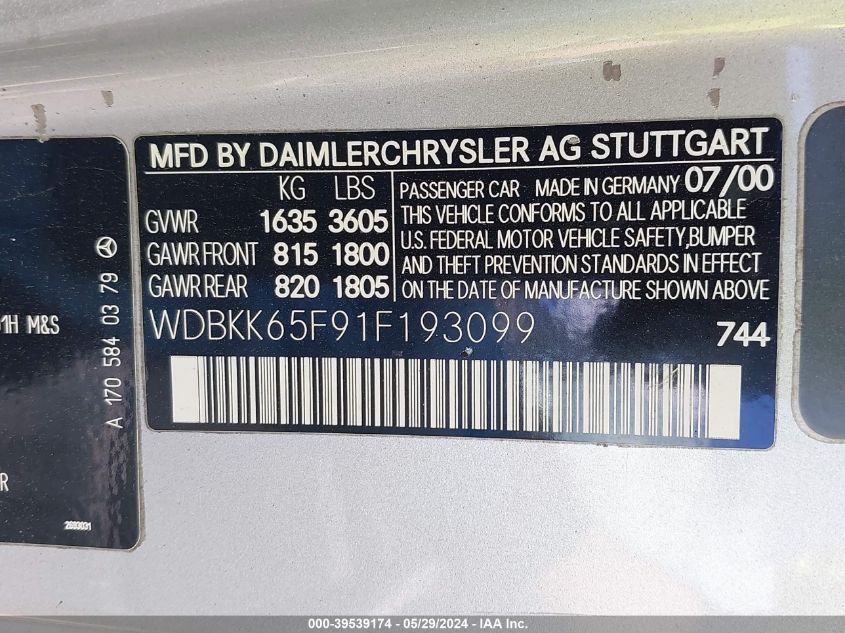 MFD BY DAIMLERCHRYSLER AG STUTTGART
KG LBS
GVWR 1635 3605
GAWR FRONT 815 1800
GAWR REAR 820 1805
PASSENGER CAR MADE IN GERMANY 07/00
THIS VEHICLE CONFORMS TO ALL APPLICABLE
U.S. FEDERAL MOTOR VEHICLE SAFETY,BUMPER
AND THEFT PREVENTION STANDARDS IN EFFECT
ON THE DATE OF MANUFACTURE SHOWN ABOVE
WDBKK65F91F193099 744
A 170 584 03 79
1H M&S
R
000-39539174 - 05/29/2024 - IAA Inc.